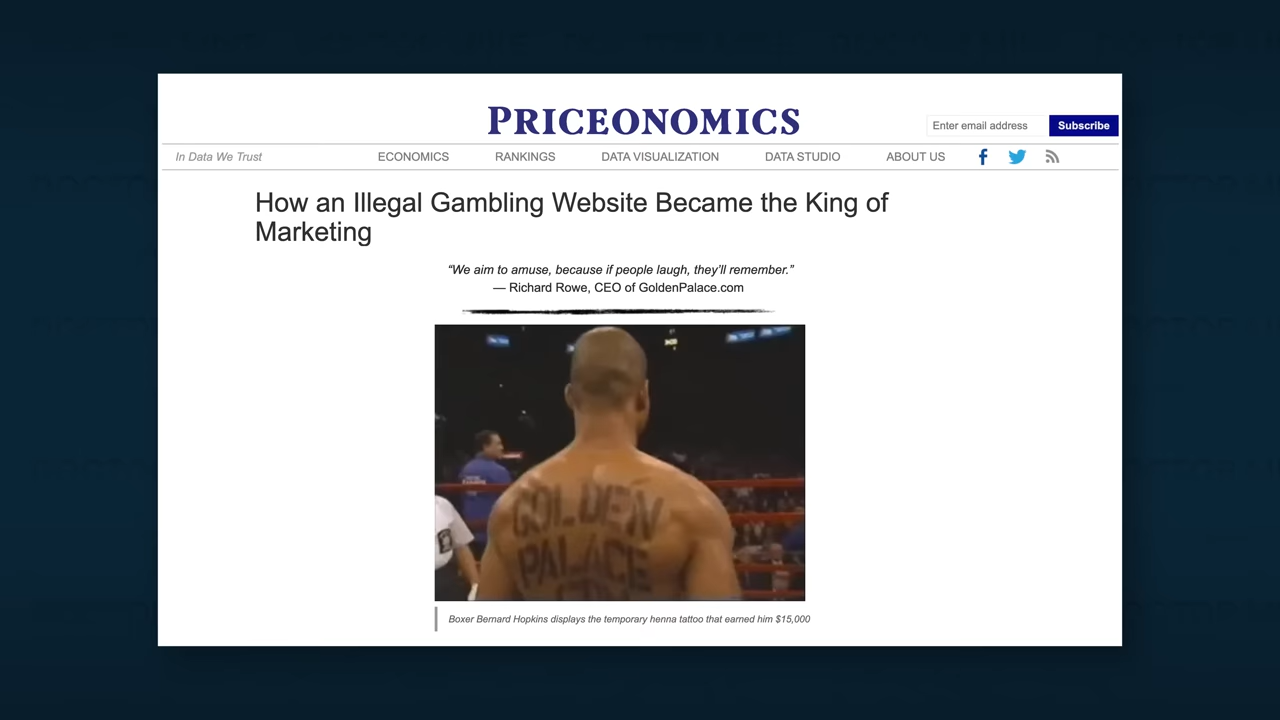 PRICEONOMICS
Enter email address
Subscribe
In Data We Trust
ECONOMICS
RANKINGS
DATA VISUALIZATION
DATA STUDIO
ABOUT US
How an Illegal Gambling Website Became the King of
Marketing
“We aim to amuse, because if people laugh, they’ll remember.”
— Richard Rowe, CEO of GoldenPalace.com
GOLDEN
PALACE
Boxer Bernard Hopkins displays the temporary henna tattoo that earned him $15,000